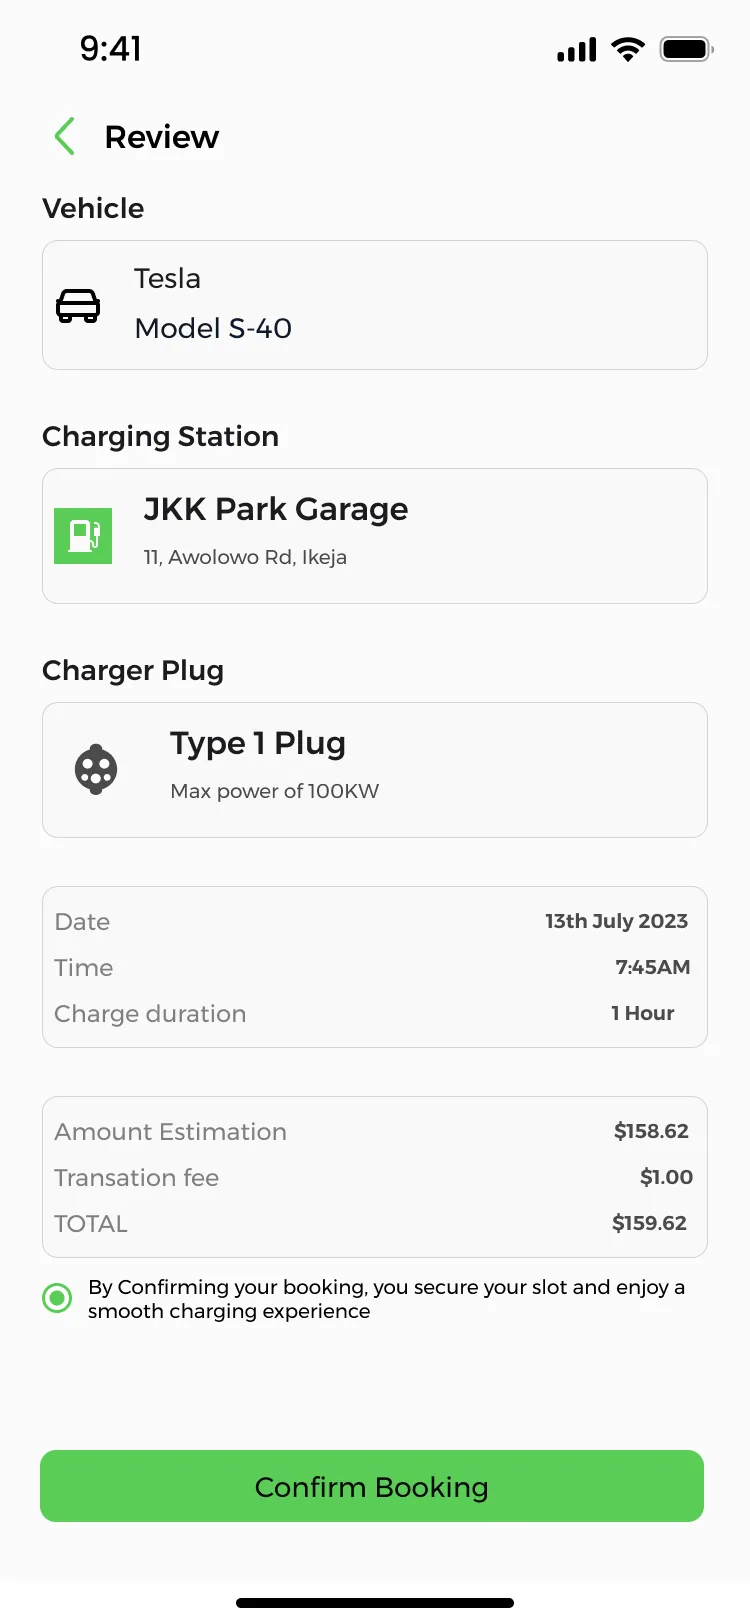 9:41
Review
Vehicle
Tesla
Model S-40
Charging Station
JKK Park Garage
11, Awolowo Rd, Ikeja
Charger Plug
Type 1 Plug
Max power of 100KW
Date 13th July 2023
Time 7:45AM
Charge duration 1 Hour
Amount Estimation $158.62
Transation fee $1.00
TOTAL $159.62
By Confirming your booking, you secure your slot and enjoy a
smooth charging experience
Confirm Booking